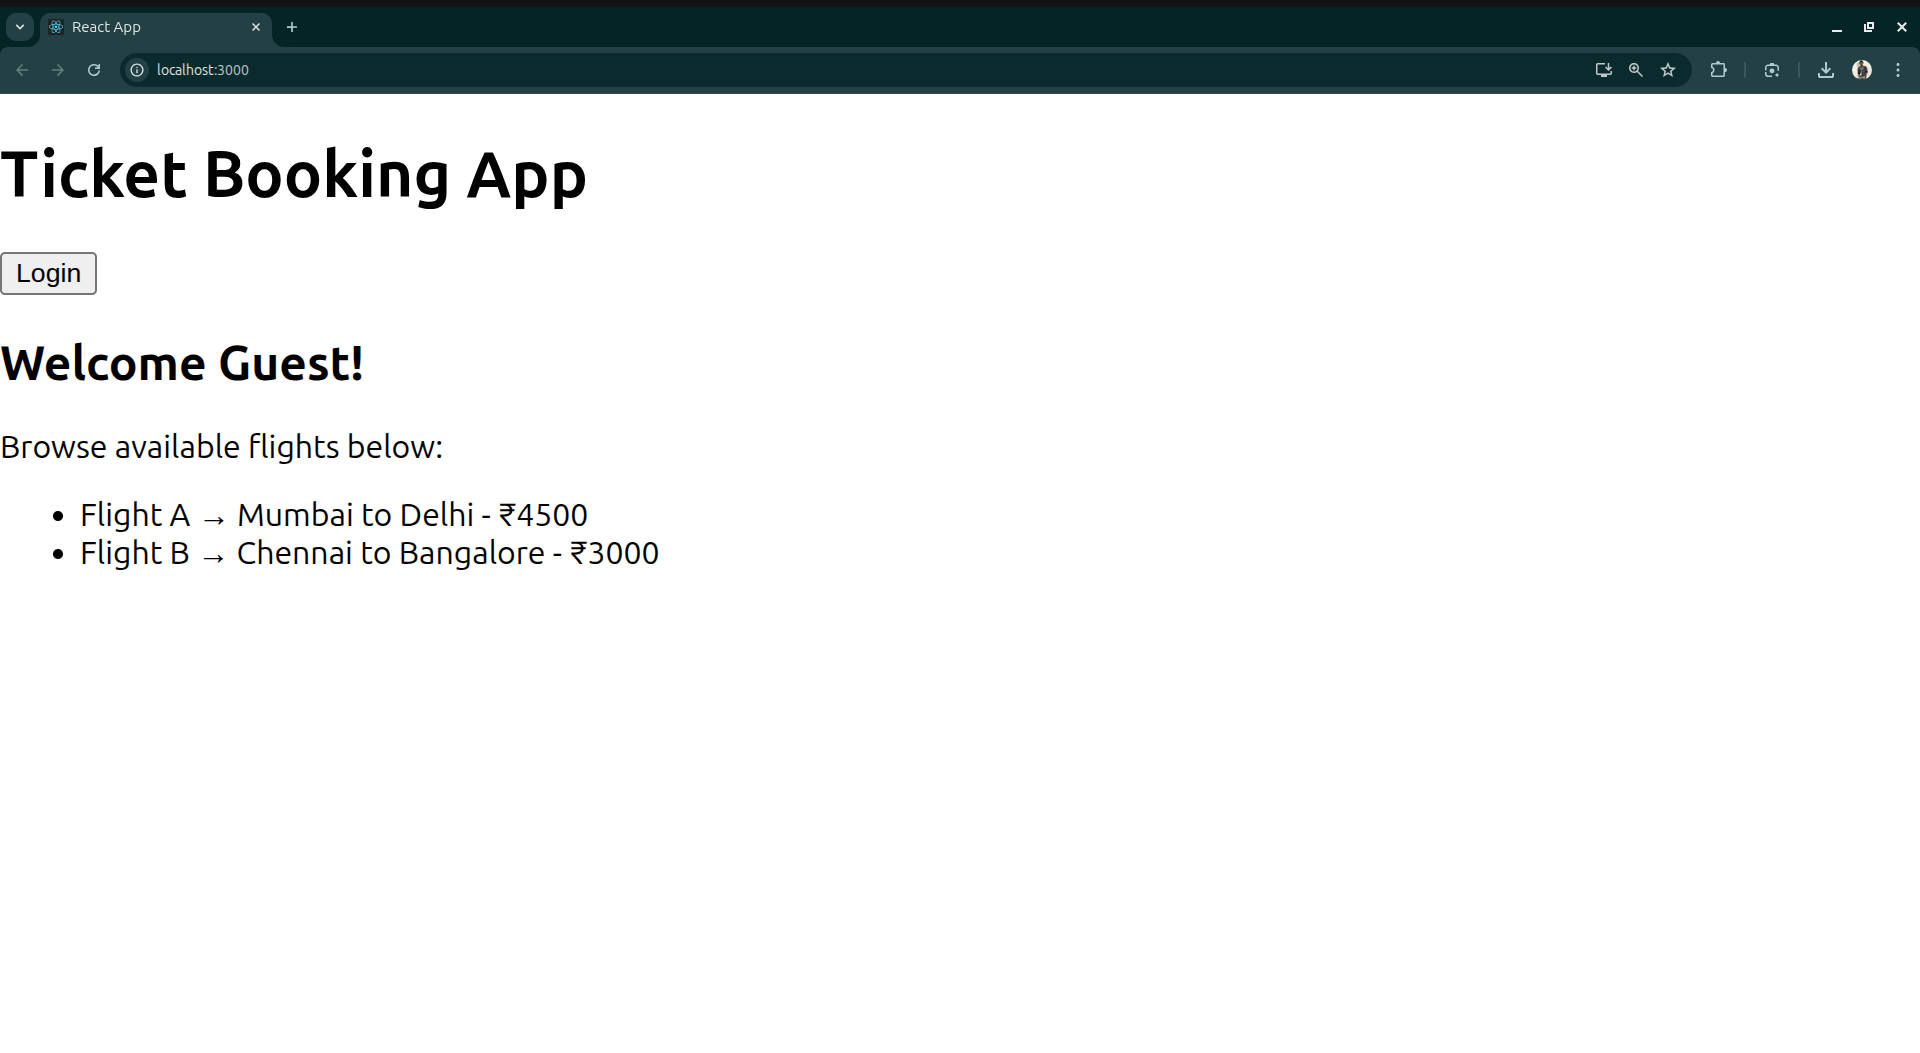 React App
localhost:3000
Ticket Booking App
Login
Welcome Guest!
Browse available flights below:
• Flight A → Mumbai to Delhi - ₹4500
• Flight B → Chennai to Bangalore - ₹3000